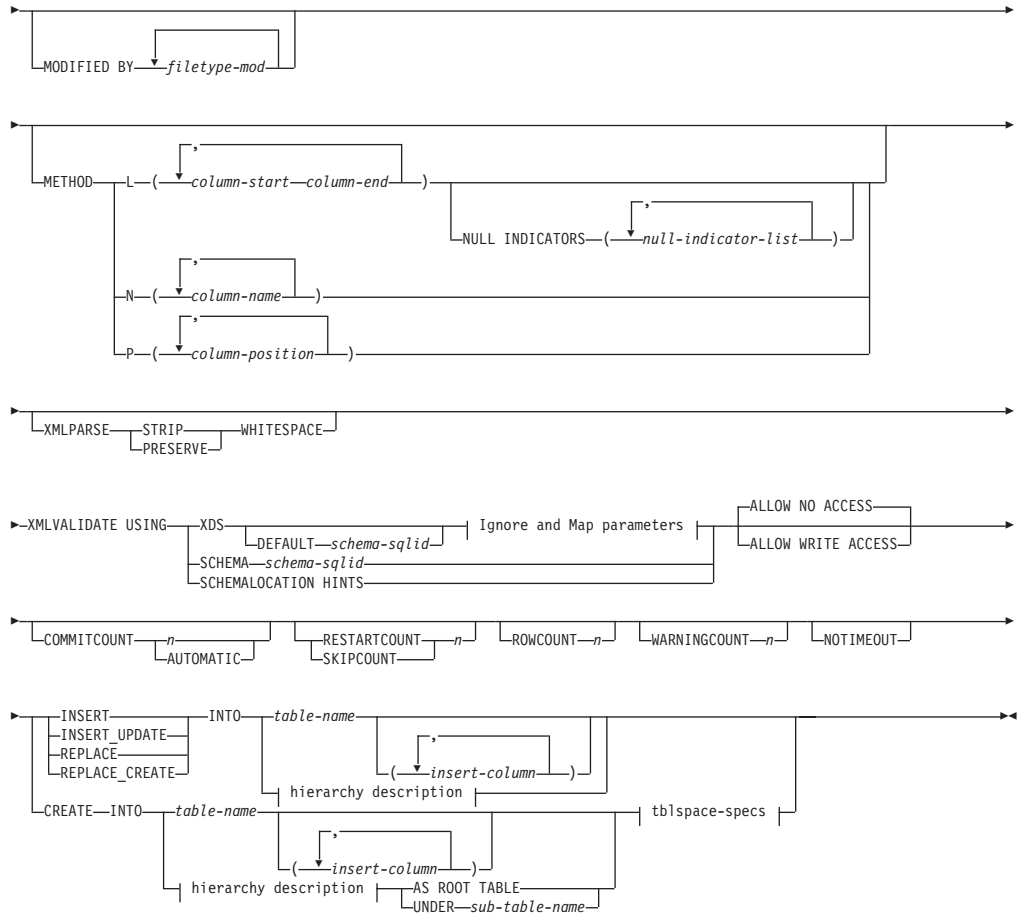 MODIFIED BY filetype-mod
,
METHOD L ( column-start column-end )
,
NULL INDICATORS ( null-indicator-list )
,
N ( column-name )
,
P ( column-position )
XMLPARSE STRIP WHITESPACE
PRESERVE
ALLOW NO ACCESS
XMLVALIDATE USING XDS Ignore and Map parameters
DEFAULT schema-sqlid ALLOW WRITE ACCESS
SCHEMA schema-sqlid
SCHEMALOCATION HINTS
COMMITCOUNT n RESTARTCOUNT n ROWCOUNT n WARNINGCOUNT n NOTIMEOUT
AUTOMATIC SKIPCOUNT
INSERT INTO table-name
INSERT_UPDATE ,
REPLACE
REPLACE_CREATE ( insert-column )
hierarchy description
CREATE INTO table-name tblspace-specs
,
( insert-column )
hierarchy description AS ROOT TABLE
UNDER sub-table-name